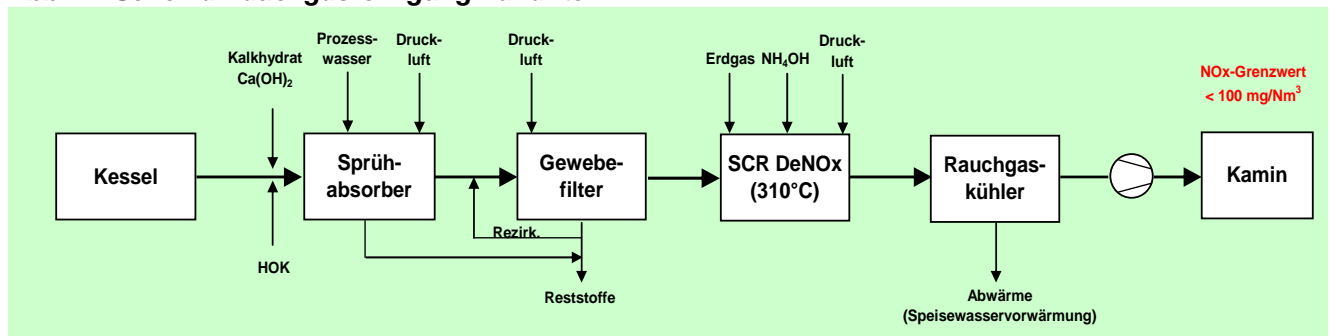 Prozess-
wasser
Druck-
luft
Druck-
luft
Erdgas
NH₄OH
Druck-
luft
Kalkhydrat
Ca(OH)₂
NOx-Grenzwert
< 100 mg/Nm³
Kessel
Sprüh-
absorber
Gewebe-
filter
SCR DeNOx
(310°C)
Rauchgas-
kühler
Kamin
Rezirk.
HOK
Reststoffe
Abwärme
(Speisewasservorwärmung)